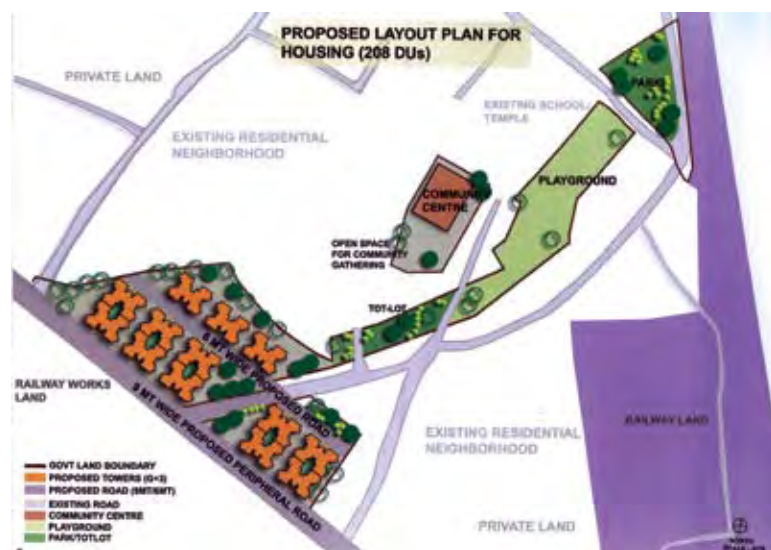 PROPOSED LAYOUT PLAN FOR
HOUSING (208 DUs)
PRIVATE LAND
PARK
EXISTING SCHOOL/
TEMPLE
EXISTING RESIDENTIAL
NEIGHBORHOOD
PLAYGROUND
COMMUNITY
CENTRE
OPEN SPACE
FOR COMMUNITY
GATHERING
TOT-LOT
6 MT WIDE PROPOSED ROAD
RAILWAY WORKS
LAND
9 MT WIDE PROPOSED PERIPHERAL ROAD
RAILWAY LAND
EXISTING RESIDENTIAL
NEIGHBORHOOD
PRIVATE LAND
GOVT LAND BOUNDARY
PROPOSED TOWERS (G+3)
PROPOSED ROAD (9MT/6MT)
EXISTING ROAD
COMMUNITY CENTRE
PLAYGROUND
PARK/TOTLOT
NORTH